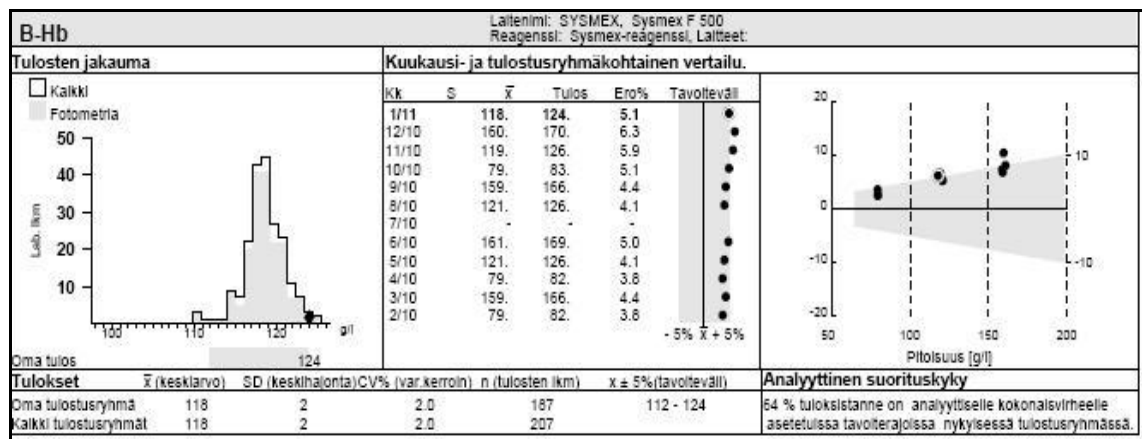 B-Hb
Laitenimi: SYSMEX, Sysmex F 500
Reagenssi: Sysmex-reagenssi, Laitteet:
Tulosten jakauma
Kaikki
Fotometria
50
40
30
20
10
Lab. lkm
100 110 120 g/l
Oma tulos 124
Kuukausi- ja tulostusryhmäkohtainen vertailu.
Kk S x̅ Tulos Ero% Tavoiteväli
1/11 118. 124. 5.1
12/10 160. 170. 6.3
11/10 119. 126. 5.9
10/10 79. 83. 5.1
9/10 159. 166. 4.4
8/10 121. 126. 4.1
7/10 - - -
6/10 161. 169. 5.0
5/10 121. 126. 4.1
4/10 79. 82. 3.8
3/10 159. 166. 4.4
2/10 79. 82. 3.8
- 5% x̅ + 5%
20
10
0
-10
-20
10
-10
50 100 150 200
Pitoisuus [g/l]
Tulokset x̅ (keskiarvo) SD (keskihajonta) CV% (var.kerroin) n (tulosten lkm) x ± 5%(tavoiteväli)
Oma tulostusryhmä 118 2 2.0 187 112 - 124
Kaikki tulostusryhmät 118 2 2.0 207
Analyyttinen suorituskyky
64 % tuloksistanne on analyyttiselle kokonaisvirheelle
asetetuissa tavoiterajoissa nykyisessä tulostusryhmässä.